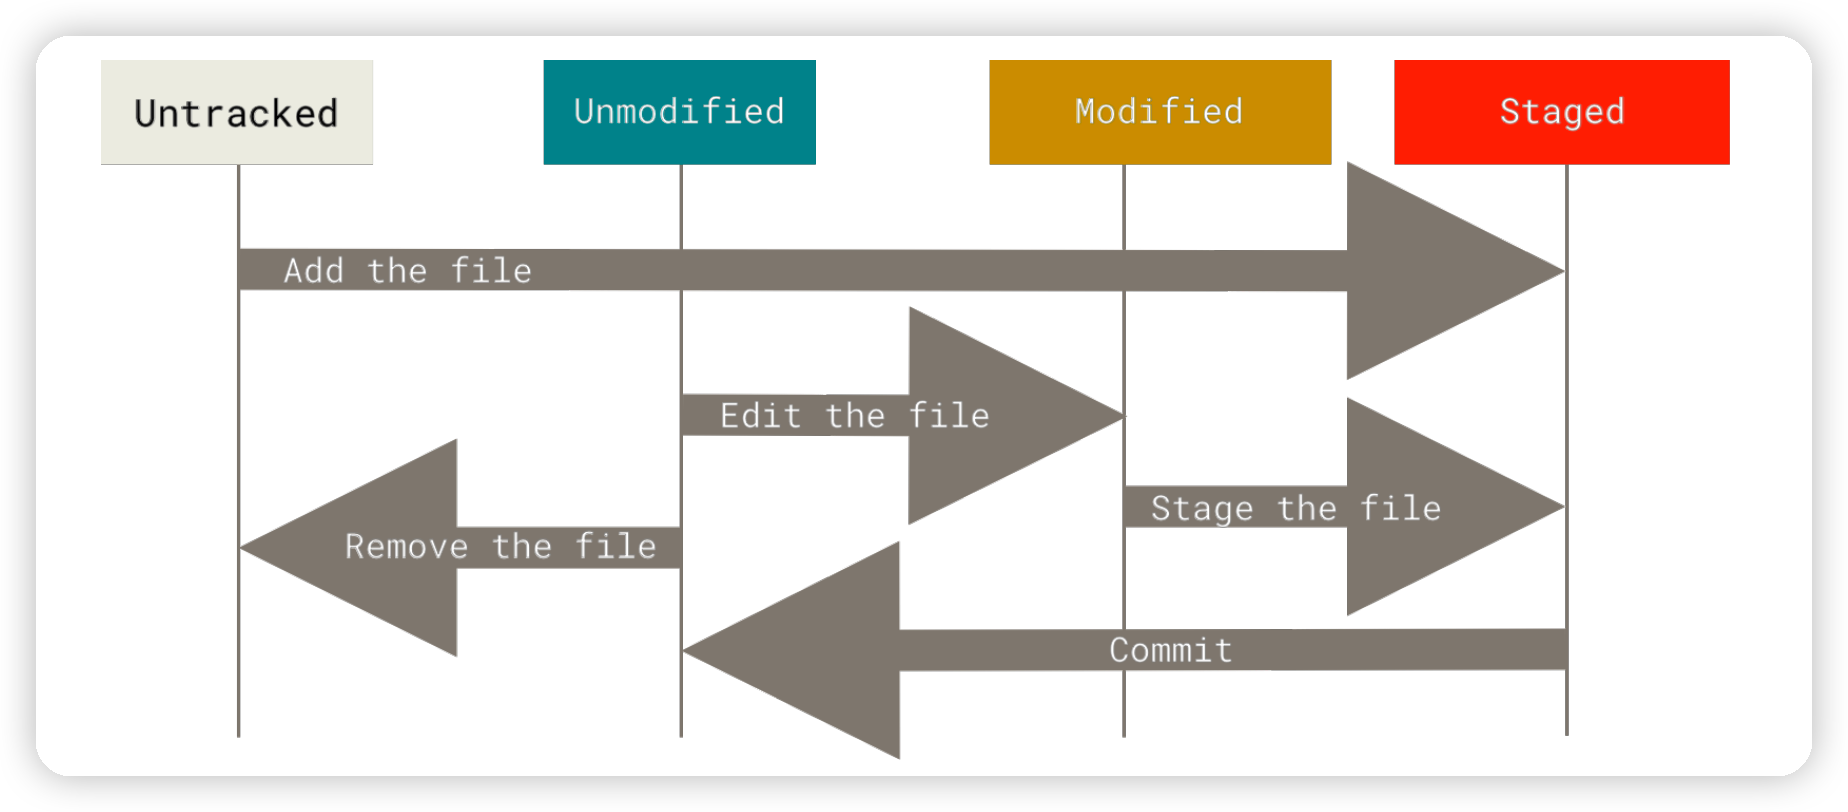 Untracked
Unmodified
Modified
Staged
Add the file
Edit the file
Stage the file
Remove the file
Commit